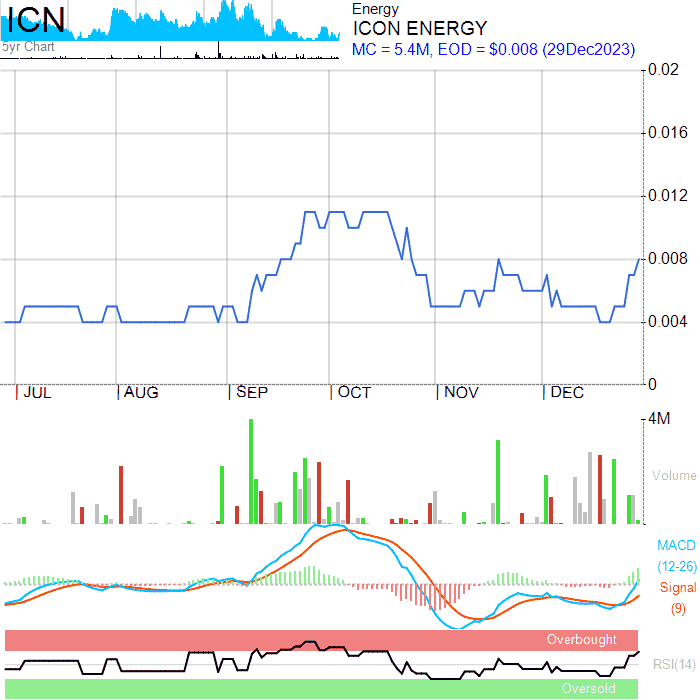 ICN
5yr Chart
Energy
ICON ENERGY
MC = 5.4M, EOD = $0.008 (29Dec2023)
0.02
0.016
0.012
0.008
0.004
0
JUL AUG SEP OCT NOV DEC
4M
Volume
MACD
(12-26)
Signal
(9)
Overbought
RSI(14)
Oversold